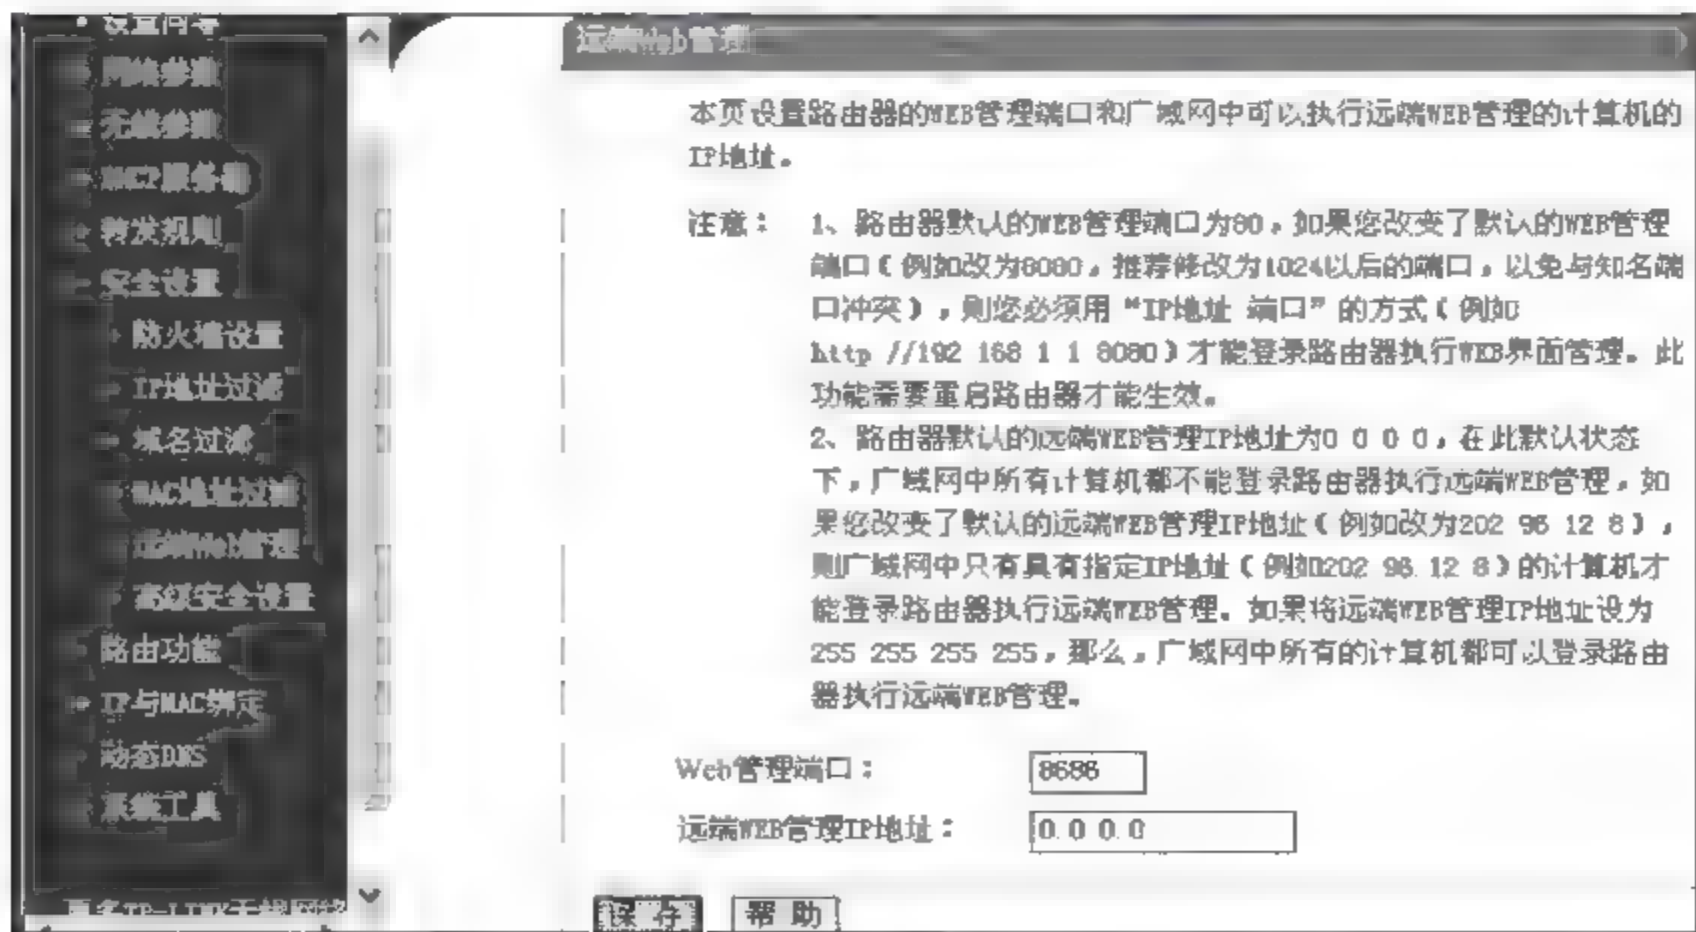 设置向导
网络参数
无线参数
DHCP服务器
转发规则
安全设置
防火墙设置
IP地址过滤
域名过滤
MAC地址过滤
远端Web管理
高级安全设置
路由功能
IP与MAC绑定
动态DNS
系统工具
更多TP-LINK无线网络
远端Web管理
本页设置路由器的WEB管理端口和广域网中可以执行远端WEB管理的计算机的
IP地址。
注意： 1、路由器默认的WEB管理端口为80，如果您改变了默认的WEB管理
端口（例如改为8080，推荐修改为1024以后的端口，以免与知名端
口冲突），则您必须用“IP地址 端口”的方式（例如
http //192 168 1 1 8080）才能登录路由器执行WEB界面管理。此
功能需要重启路由器才能生效。
2、路由器默认的远端WEB管理IP地址为0 0 0 0，在此默认状态
下，广域网中所有计算机都不能登录路由器执行远端WEB管理，如
果您改变了默认的远端WEB管理IP地址（例如改为202 96 12 8），
则广域网中只有具有指定IP地址（例如202 96 12 8）的计算机才
能登录路由器执行远端WEB管理。如果将远端WEB管理IP地址设为
255 255 255 255，那么，广域网中所有的计算机都可以登录路由
器执行远端WEB管理。
Web管理端口： 8686
远端WEB管理IP地址： 0.0 0.0
保 存 帮 助